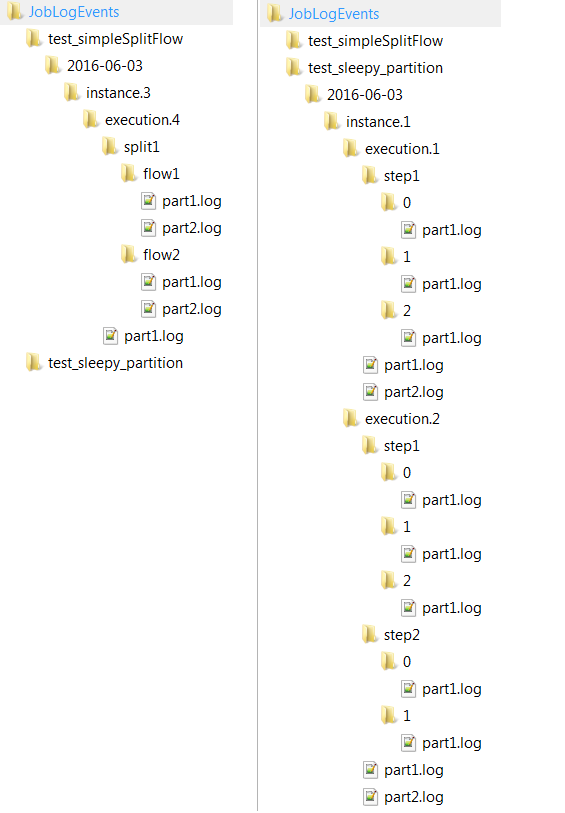 JobLogEvents
test_simpleSplitFlow
2016-06-03
instance.3
execution.4
split1
flow1
part1.log
part2.log
flow2
part1.log
part2.log
part1.log
test_sleepy_partition
JobLogEvents
test_simpleSplitFlow
test_sleepy_partition
2016-06-03
instance.1
execution.1
step1
0
part1.log
1
part1.log
2
part1.log
part1.log
part2.log
execution.2
step1
0
part1.log
1
part1.log
2
part1.log
step2
0
part1.log
1
part1.log
part1.log
part2.log